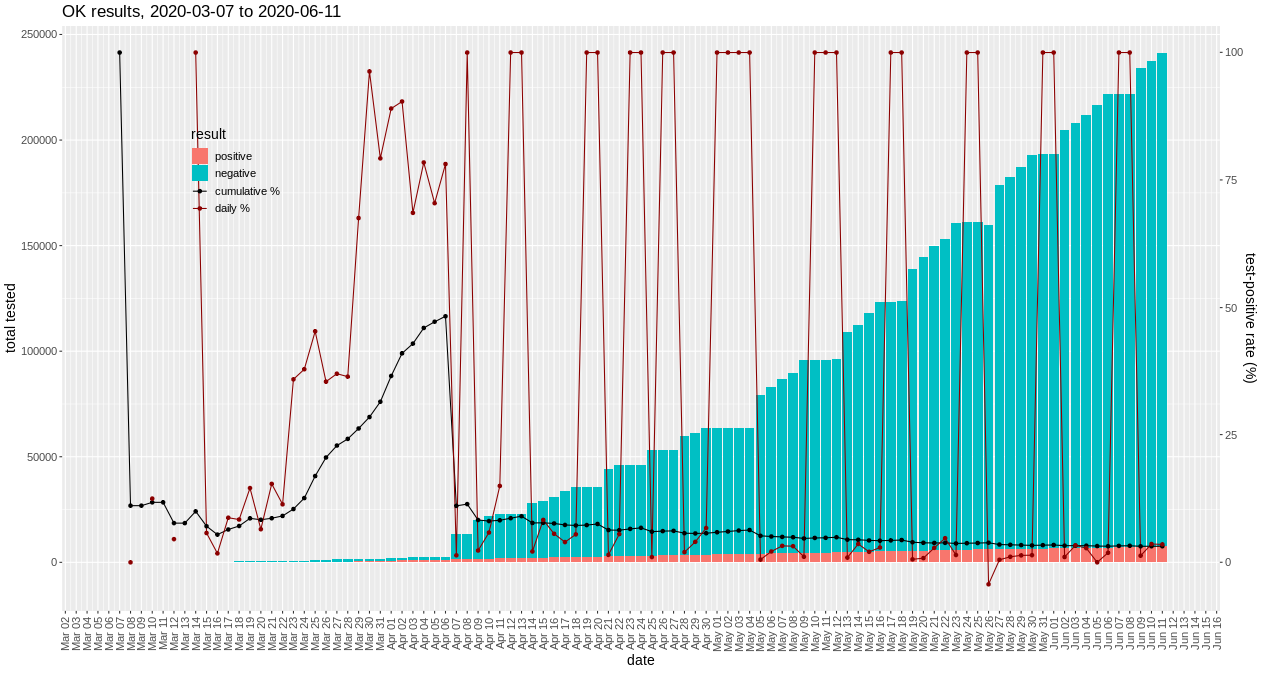 OK results, 2020-03-07 to 2020-06-11
250000
200000
150000
100000
50000
0
total tested
result
positive
negative
cumulative %
daily %
100
75
50
25
0
test-positive rate (%)
Mar 02
Mar 03
Mar 04
Mar 05
Mar 06
Mar 07
Mar 08
Mar 09
Mar 10
Mar 11
Mar 12
Mar 13
Mar 14
Mar 15
Mar 16
Mar 17
Mar 18
Mar 19
Mar 20
Mar 21
Mar 22
Mar 23
Mar 24
Mar 25
Mar 26
Mar 27
Mar 28
Mar 29
Mar 30
Mar 31
Apr 01
Apr 02
Apr 03
Apr 04
Apr 05
Apr 06
Apr 07
Apr 08
Apr 09
Apr 10
Apr 11
Apr 12
Apr 13
Apr 14
Apr 15
Apr 16
Apr 17
Apr 18
Apr 19
Apr 20
Apr 21
Apr 22
Apr 23
Apr 24
Apr 25
Apr 26
Apr 27
Apr 28
Apr 29
Apr 30
May 01
May 02
May 03
May 04
May 05
May 06
May 07
May 08
May 09
May 10
May 11
May 12
May 13
May 14
May 15
May 16
May 17
May 18
May 19
May 20
May 21
May 22
May 23
May 24
May 25
May 26
May 27
May 28
May 29
May 30
May 31
Jun 01
Jun 02
Jun 03
Jun 04
Jun 05
Jun 06
Jun 07
Jun 08
Jun 09
Jun 10
Jun 11
Jun 12
Jun 13
Jun 14
Jun 15
Jun 16
date